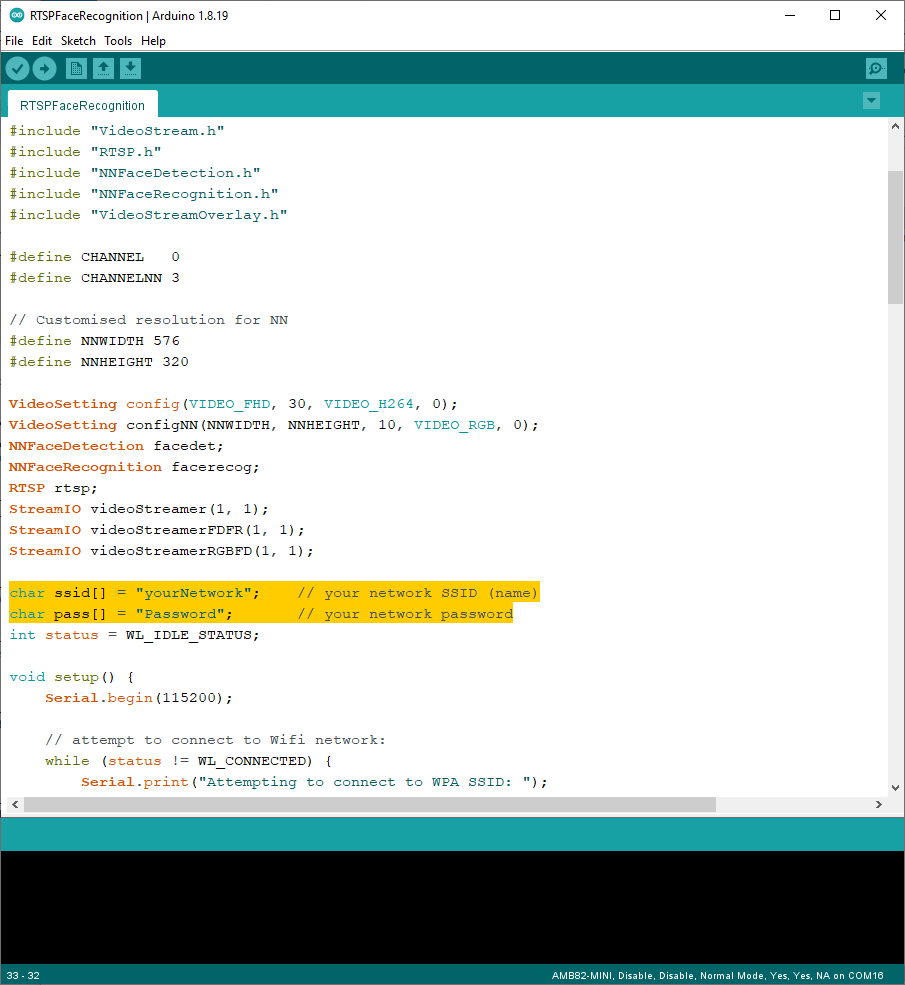 RTSPFaceRecognition | Arduino 1.8.19
File Edit Sketch Tools Help
RTSPFaceRecognition
#include "VideoStream.h"
#include "RTSP.h"
#include "NNFaceDetection.h"
#include "NNFaceRecognition.h"
#include "VideoStreamOverlay.h"
#define CHANNEL   0
#define CHANNELNN 3
// Customised resolution for NN
#define NNWIDTH 576
#define NNHEIGHT 320
VideoSetting config(VIDEO_FHD, 30, VIDEO_H264, 0);
VideoSetting configNN(NNWIDTH, NNHEIGHT, 10, VIDEO_RGB, 0);
NNFaceDetection facedet;
NNFaceRecognition facerecog;
RTSP rtsp;
StreamIO videoStreamer(1, 1);
StreamIO videoStreamerFDFR(1, 1);
StreamIO videoStreamerRGBFD(1, 1);
char ssid[] = "yourNetwork";    // your network SSID (name)
char pass[] = "Password";       // your network password
int status = WL_IDLE_STATUS;
void setup() {
    Serial.begin(115200);
    // attempt to connect to Wifi network:
    while (status != WL_CONNECTED) {
        Serial.print("Attempting to connect to WPA SSID: ");
33 - 32
AMB82-MINI, Disable, Disable, Normal Mode, Yes, Yes, NA on COM16